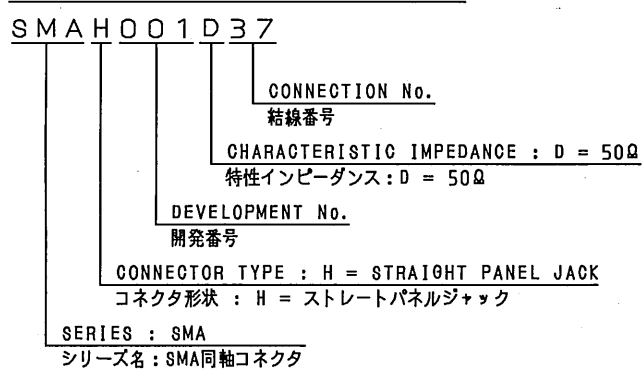 SMAH001D37
CONNECTION No.
結線番号
CHARACTERISTIC IMPEDANCE : D = 50Ω
特性インピーダンス:D = 50Ω
DEVELOPMENT No.
開発番号
CONNECTOR TYPE : H = STRAIGHT PANEL JACK
コネクタ形状 : H = ストレートパネルジャック
SERIES : SMA
シリーズ名:SMA同軸コネクタ